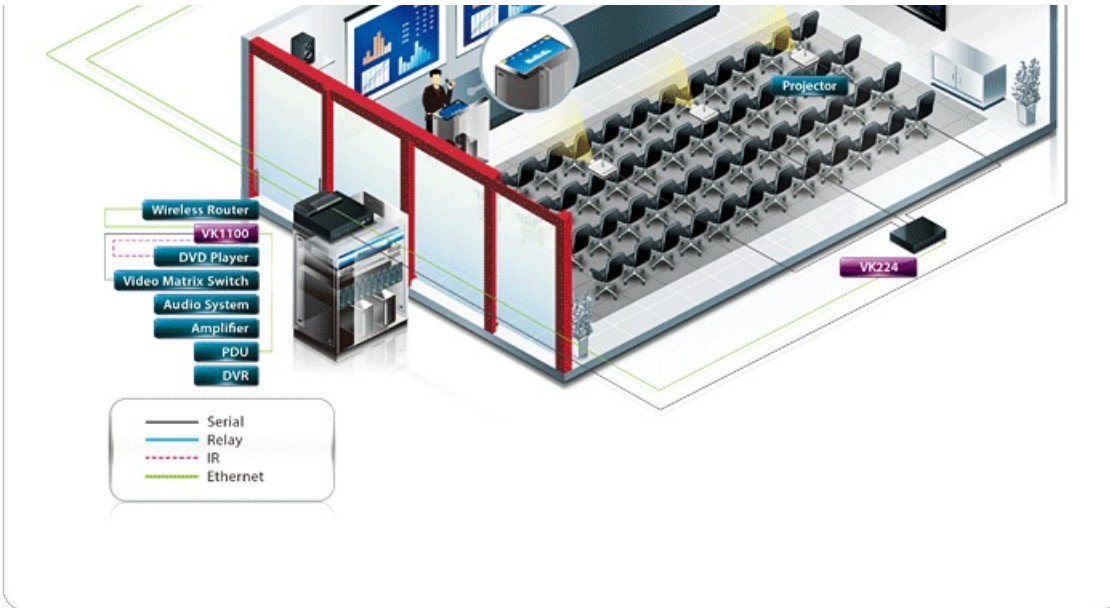 Projector
Wireless Router
VK1100
DVD Player
VK224
Video Matrix Switch
Audio System
Amplifier
PDU
DVR
Serial
Relay
IR
Ethernet